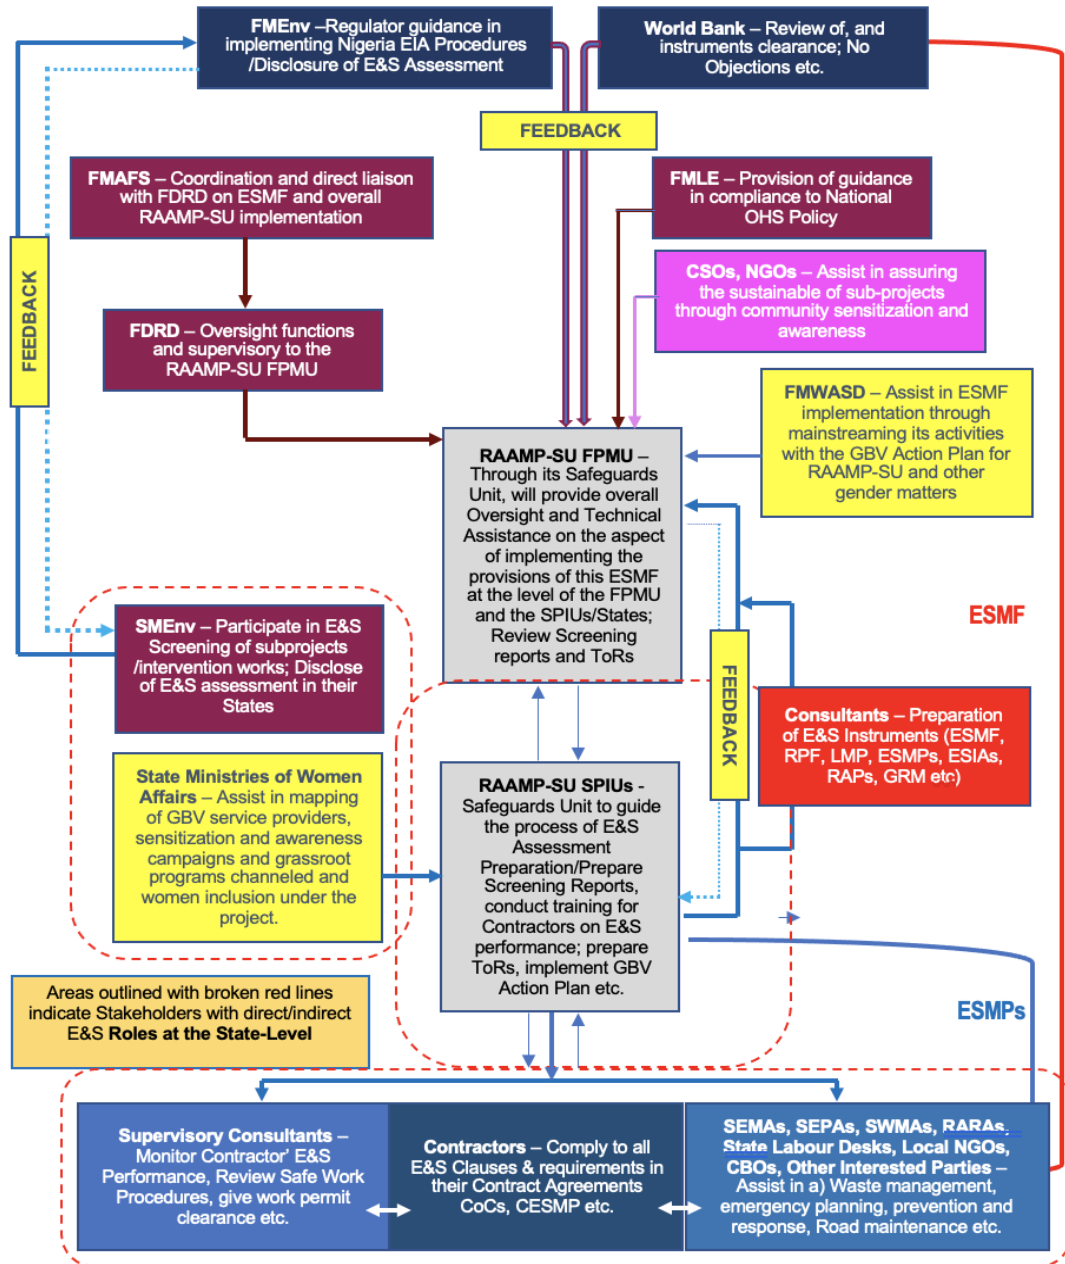 FMEnv –Regulator guidance in
implementing Nigeria EIA Procedures
/Disclosure of E&S Assessment
World Bank – Review of, and
instruments clearance; No
Objections etc.
FEEDBACK
FMAFS – Coordination and direct liaison
with FDRD on ESMF and overall
RAAMP-SU implementation
FMLE – Provision of guidance
in compliance to National
OHS Policy
FEEDBACK
CSOs, NGOs – Assist in assuring
the sustainable of sub-projects
through community sensitization and
awareness
FDRD – Oversight functions
and supervisory to the
RAAMP-SU FPMU
FMWASD – Assist in ESMF
implementation through
mainstreaming its activities
with the GBV Action Plan for
RAAMP-SU and other
gender matters
RAAMP-SU FPMU –
Through its Safeguards
Unit, will provide overall
Oversight and Technical
Assistance on the aspect
of implementing the
provisions of this ESMF
at the level of the FPMU
and the SPIUs/States;
Review Screening
reports and ToRs
ESMF
SMEnv – Participate in E&S
Screening of subprojects
/intervention works; Disclose
of E&S assessment in their
States
FEEDBACK
Consultants – Preparation
of E&S Instruments (ESMF,
RPF, LMP, ESMPs, ESIAs,
RAPs, GRM etc)
State Ministries of Women
Affairs – Assist in mapping
of GBV service providers,
sensitization and awareness
campaigns and grassroot
programs channeled and
women inclusion under the
project.
RAAMP-SU SPIUs -
Safeguards Unit to guide
the process of E&S
Assessment
Preparation/Prepare
Screening Reports,
conduct training for
Contractors on E&S
performance; prepare
ToRs, implement GBV
Action Plan etc.
Areas outlined with broken red lines
indicate Stakeholders with direct/indirect
E&S Roles at the State-Level
ESMPs
Supervisory Consultants –
Monitor Contractor’ E&S
Performance, Review Safe Work
Procedures, give work permit
clearance etc.
Contractors – Comply to all
E&S Clauses & requirements in
their Contract Agreements
CoCs, CESMP etc.
SEMAs, SEPAs, SWMAs, RARAs,
State Labour Desks, Local NGOs,
CBOs, Other Interested Parties –
Assist in a) Waste management,
emergency planning, prevention and
response, Road maintenance etc.